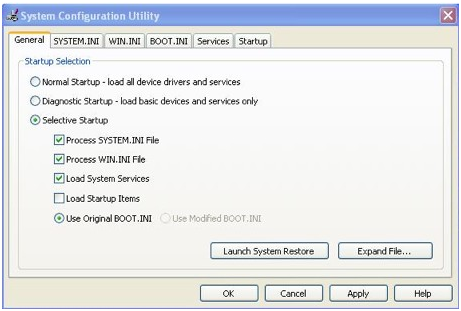 System Configuration Utility
General SYSTEM.INI WIN.INI BOOT.INI Services Startup
Startup Selection
Normal Startup - load all device drivers and services
Diagnostic Startup - load basic devices and services only
Selective Startup
Process SYSTEM.INI File
Process WIN.INI File
Load System Services
Load Startup Items
Use Original BOOT.INI Use Modified BOOT.INI
Launch System Restore Expand File...
OK Cancel Apply Help